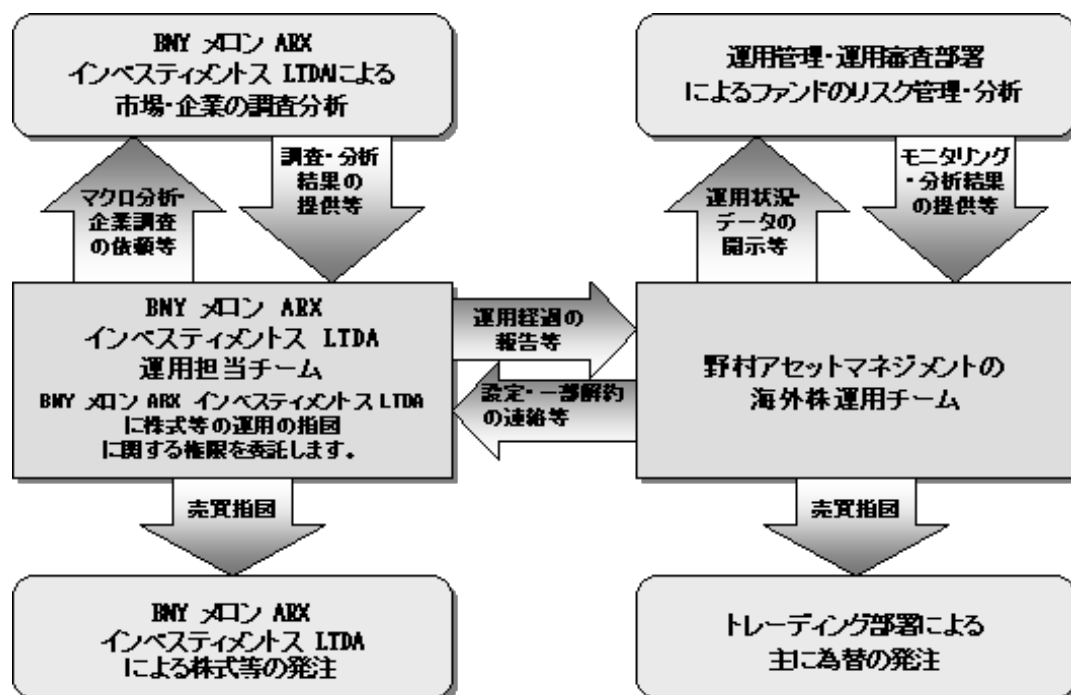 BNY メロン ARX
インベスティメントス LTDAによる
市場・企業の調査分析
運用管理・運用審査部署
によるファンドのリスク管理・分析
マクロ分析・
企業調査
の依頼等
調査・分析
結果の
提供等
運用状況・
データの
開示等
モニタリング
・分析結果
の提供等
BNY メロン ARX
インベスティメントス LTDA
運用担当チーム
BNY メロン ARX インベスティメントス LTDA
に株式等の運用の指図
に関する権限を委託します。
運用経過の
報告等
設定・一部解約
の連絡等
野村アセットマネジメントの
海外株運用チーム
売買指図
売買指図
BNY メロン ARX
インベスティメントス LTDA
による株式等の発注
トレーディング部署による
主に為替の発注